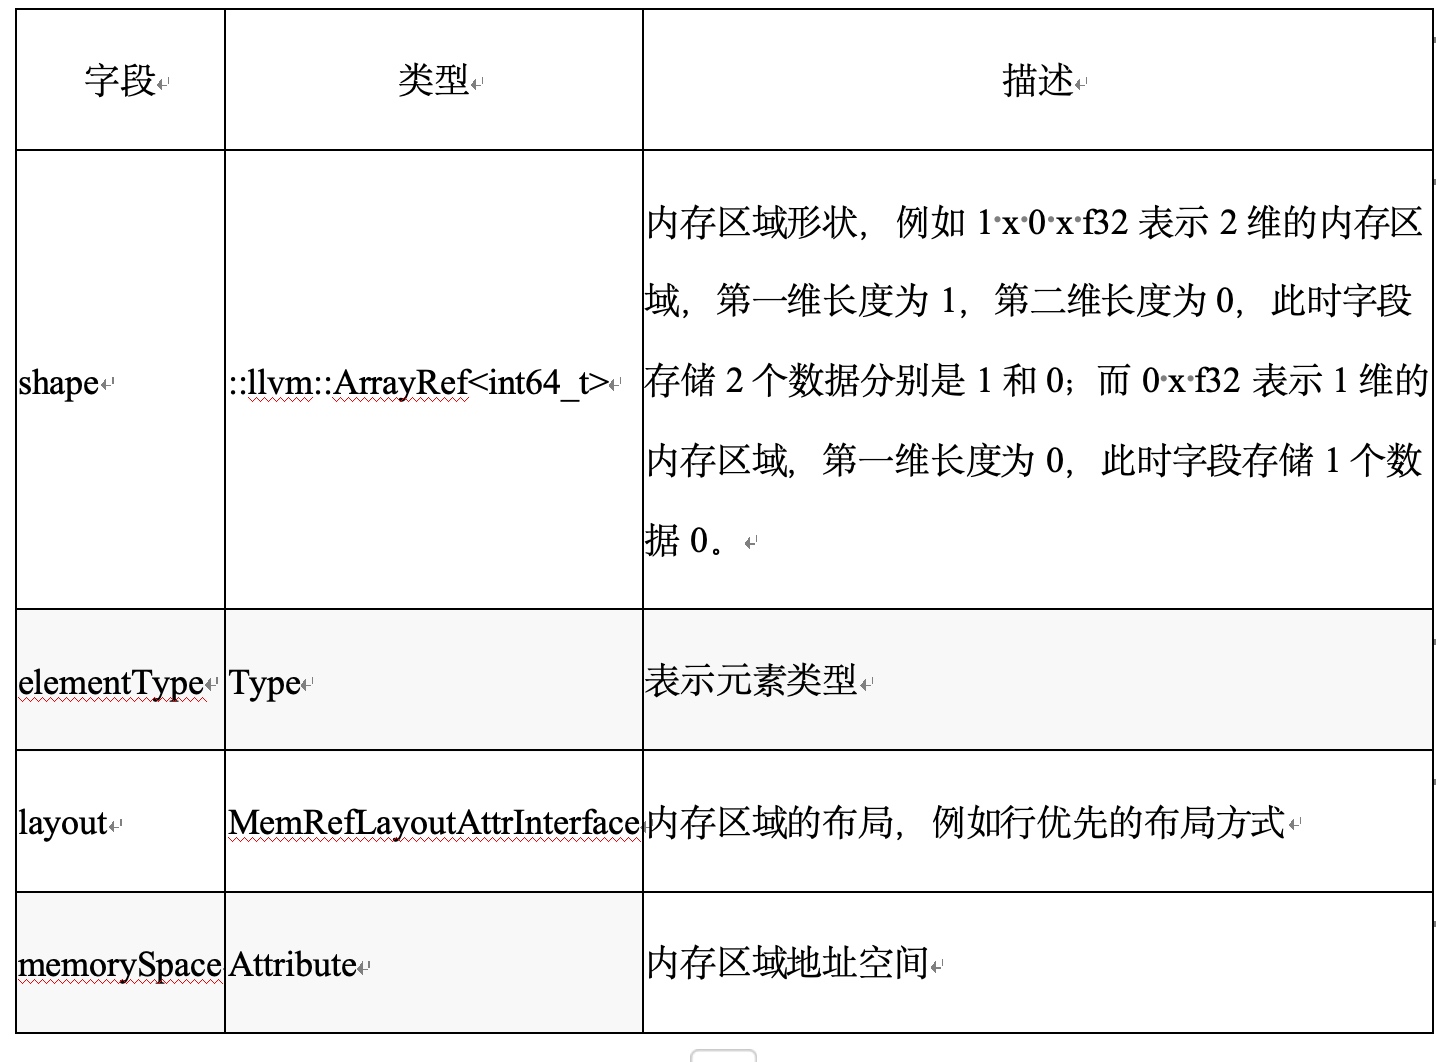 字段 类型 描述
内存区域形状，例如 1 x 0 x f32 表示 2 维的内存区
域，第一维长度为 1，第二维长度为 0，此时字段
shape ::llvm::ArrayRef<int64_t> 存储 2 个数据分别是 1 和 0；而 0 x f32 表示 1 维的
内存区域，第一维长度为 0，此时字段存储 1 个数
据 0。
elementType Type 表示元素类型
layout MemRefLayoutAttrInterface 内存区域的布局，例如行优先的布局方式
memorySpace Attribute 内存区域地址空间